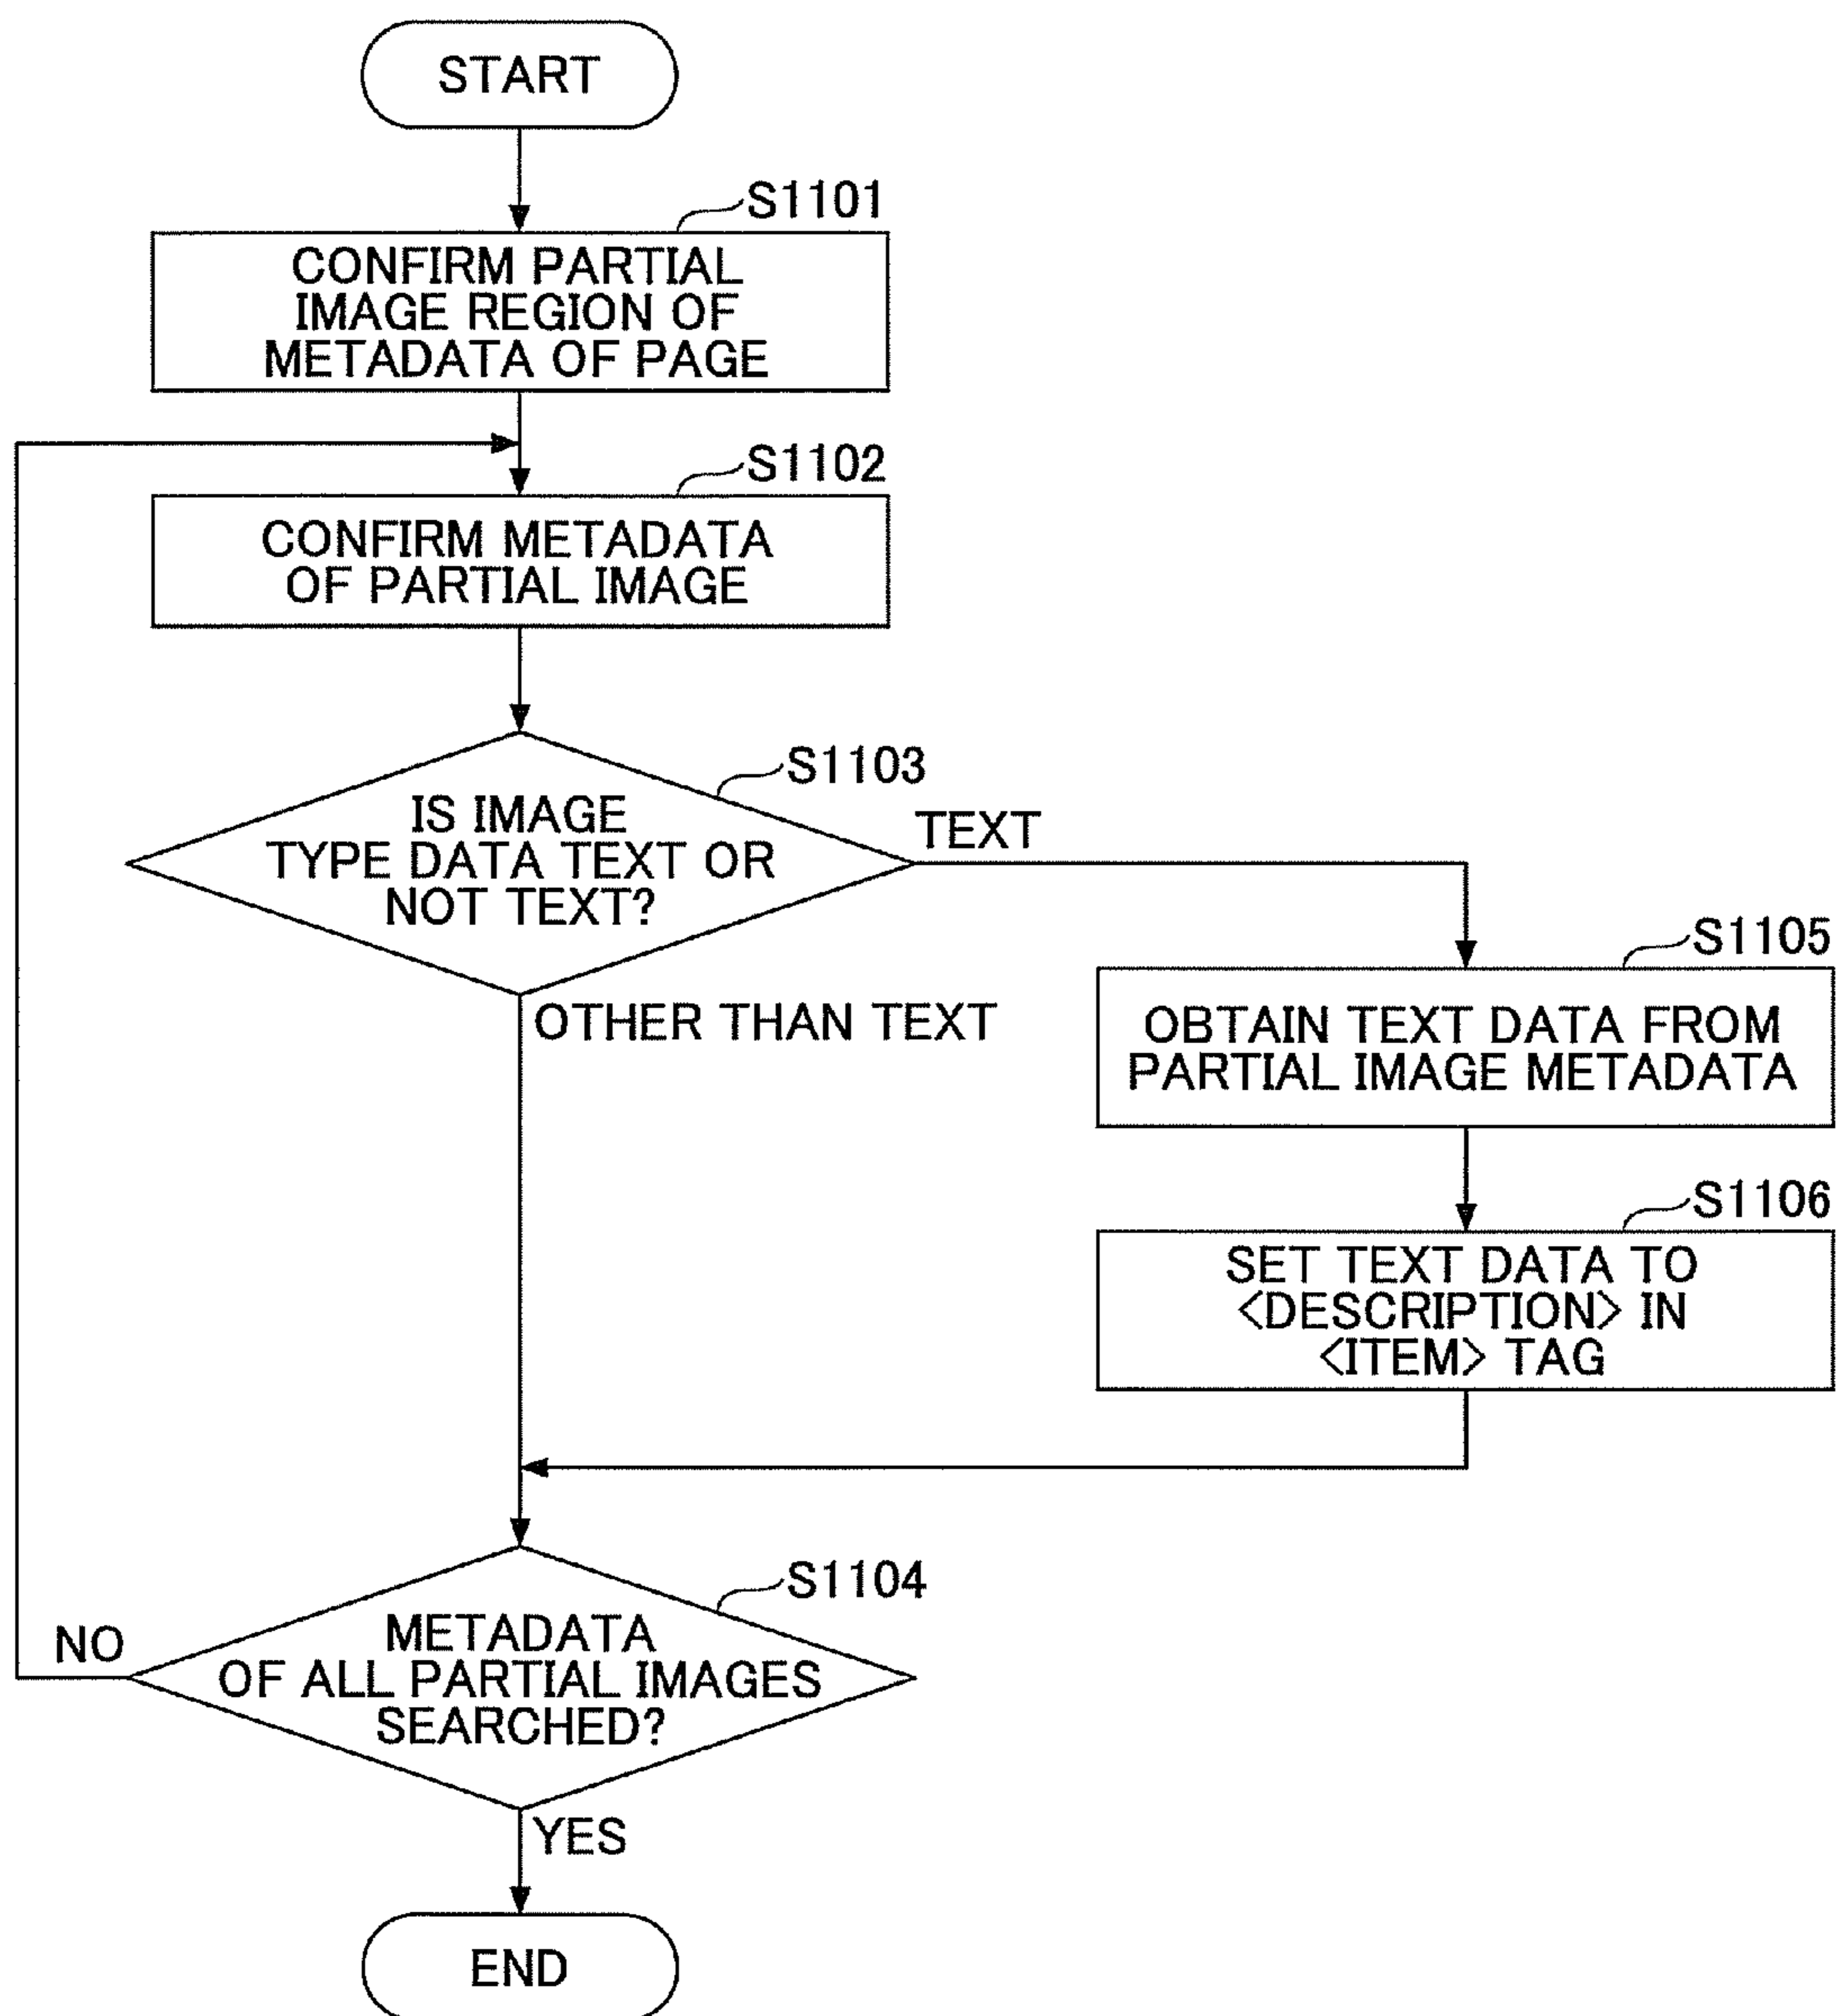 START
S1101
CONFIRM PARTIAL
IMAGE REGION OF
METADATA OF PAGE
S1102
CONFIRM METADATA
OF PARTIAL IMAGE
S1103
IS IMAGE
TYPE DATA TEXT OR
NOT TEXT?
TEXT
OTHER THAN TEXT
S1105
OBTAIN TEXT DATA FROM
PARTIAL IMAGE METADATA
S1106
SET TEXT DATA TO
<DESCRIPTION> IN
<ITEM> TAG
S1104
METADATA
OF ALL PARTIAL IMAGES
SEARCHED?
NO
YES
END